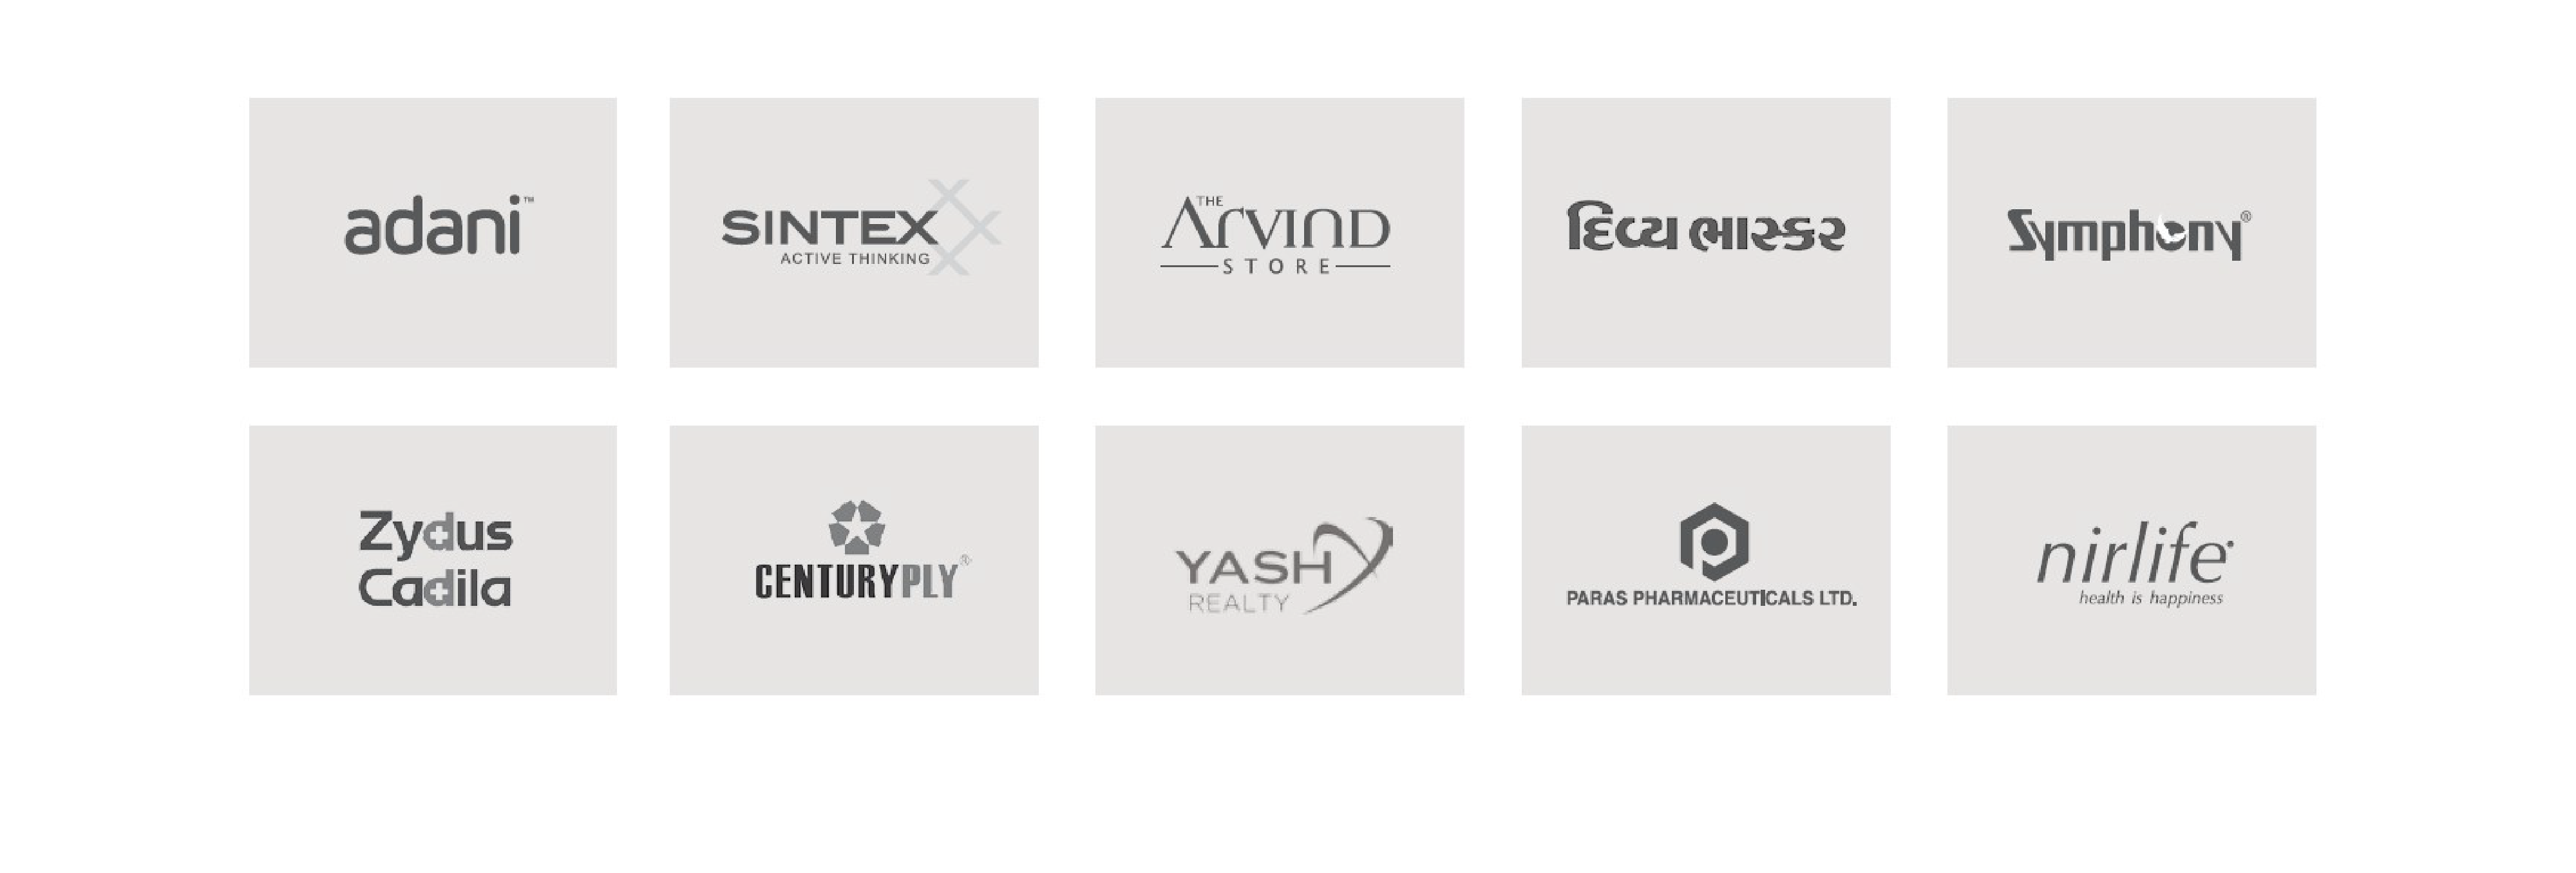 adani™
SINTEX
ACTIVE THINKING
THE
ARVIND
STORE
દિવ્ય ભાસ્કર
Symphony®
Zydus
Cadila
CENTURYPLY®
YASH
REALTY
PARAS PHARMACEUTICALS LTD.
nirlife
health is happiness